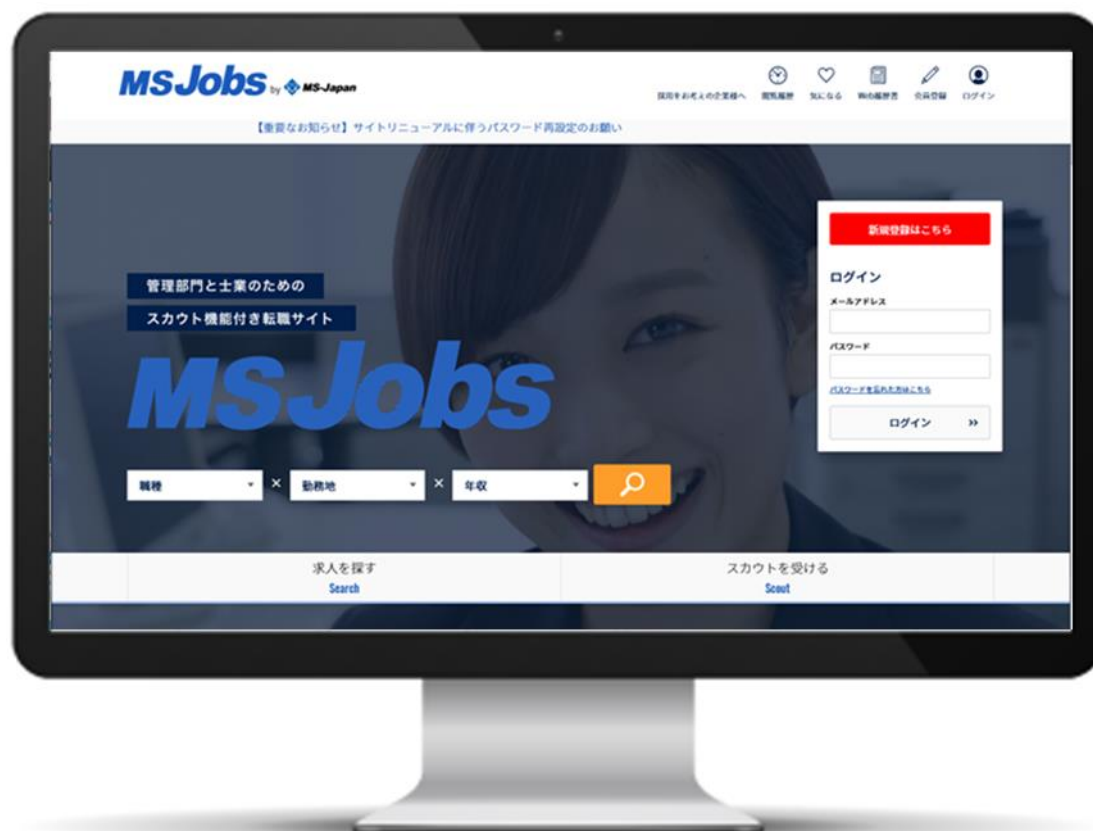 MS Jobs by MS-Japan
採用をお考えの企業様へ 閲覧履歴 気になる Web履歴書 会員登録 ログイン
【重要なお知らせ】サイトリニューアルに伴うパスワード再設定のお願い
管理部門と士業のための
スカウト機能付き転職サイト
MS Jobs
職種 × 勤務地 × 年収
新規登録はこちら
ログイン
メールアドレス
パスワード
パスワードを忘れた方はこちら
ログイン »
求人を探す
Search
スカウトを受ける
Scout